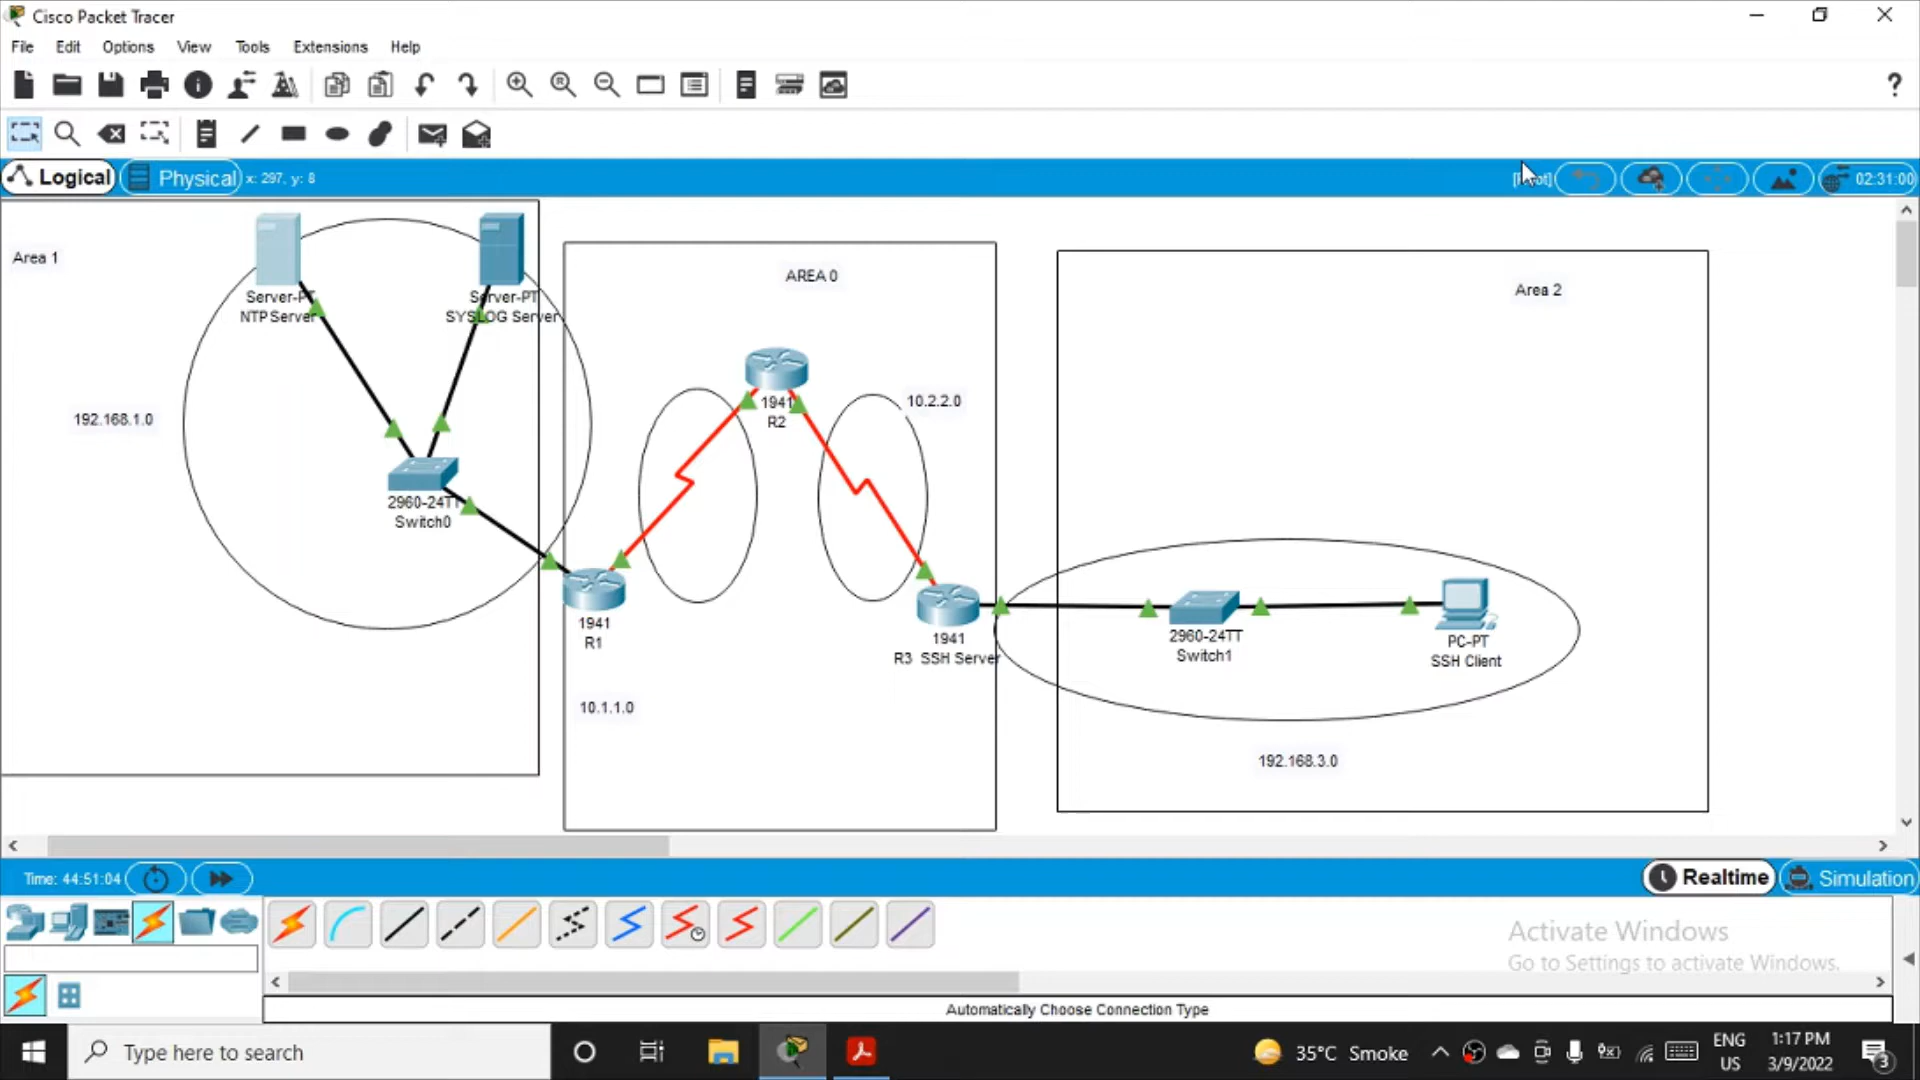 Cisco Packet Tracer
File Edit Options View Tools Extensions Help
Logical Physical x: 297, y: 8 02:31:00
Area 1
Server-PT
NTP Server
Server-PT
SYSLOG Server
192.168.1.0
2960-24TT
Switch0
AREA 0
1941
R2
10.2.2.0
1941
R1
10.1.1.0
1941
R3 SSH Server
Area 2
2960-24TT
Switch1
PC-PT
SSH Client
192.168.3.0
Time: 44:51:04 Realtime Simulation
Activate Windows
Go to Settings to activate Windows.
Automatically Choose Connection Type
Type here to search
35°C Smoke
ENG
US
1:17 PM
3/9/2022
3